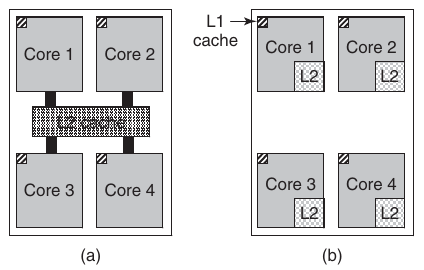 Core 1
Core 2
L2 cache
Core 3
Core 4
(a)
L1
cache
Core 1
Core 2
L2
L2
Core 3
Core 4
L2
L2
(b)